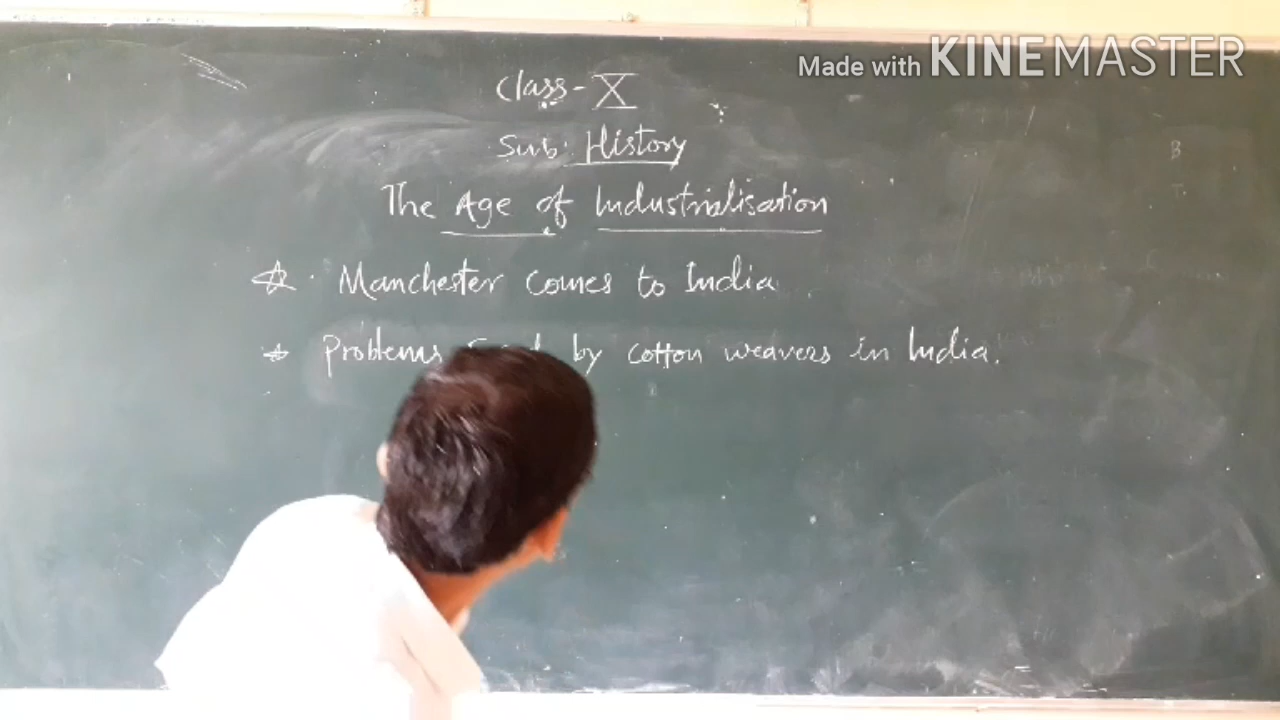 Made with KINEMASTER
Class - X
Sub: History
The Age of Industrialisation
Manchester comes to India
Problems by cotton weavers in India.
B